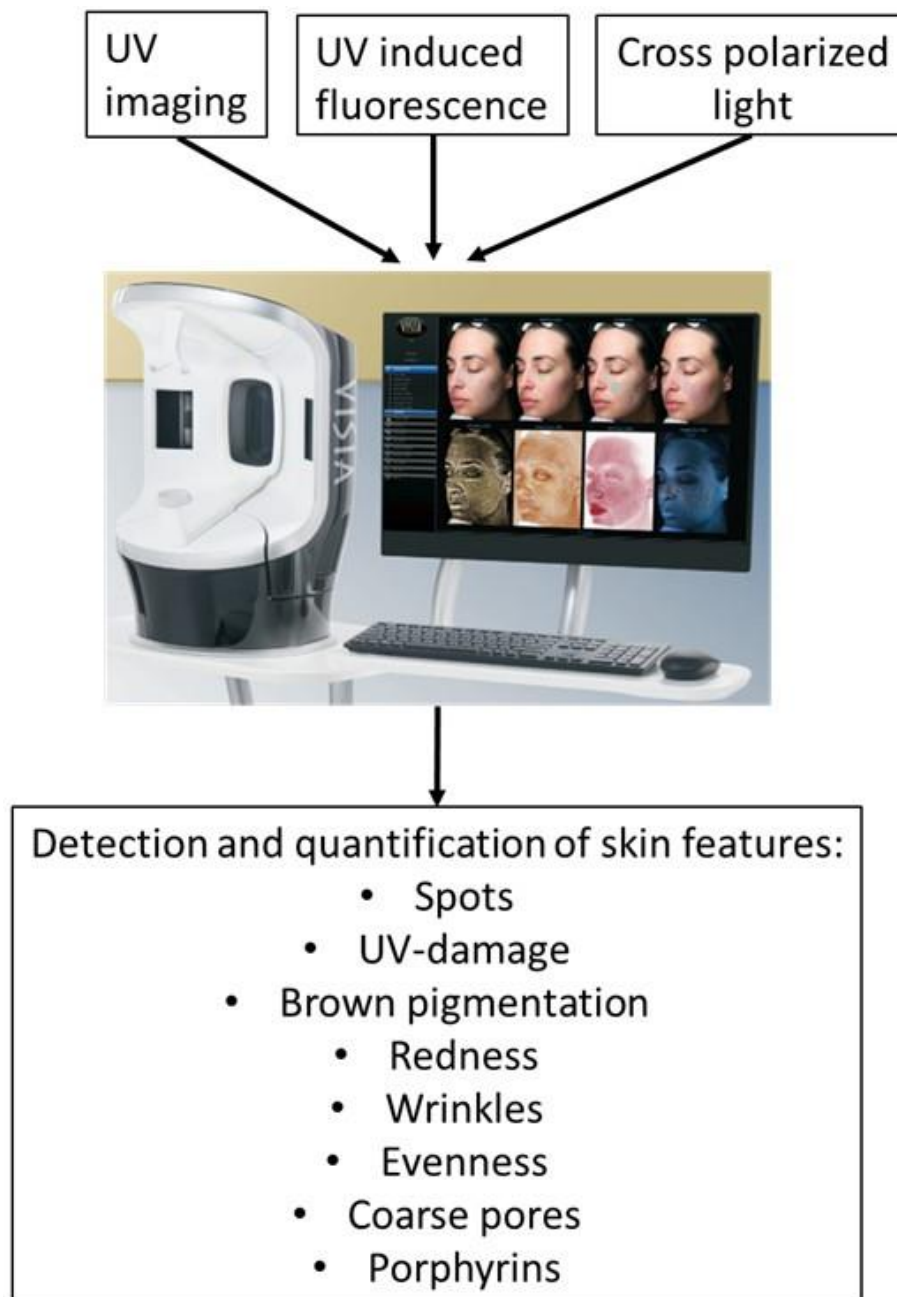 UV
imaging
UV induced
fluorescence
Cross polarized
light
VISIA
VISIA
Detection and quantification of skin features:
• Spots
• UV-damage
• Brown pigmentation
• Redness
• Wrinkles
• Evenness
• Coarse pores
• Porphyrins